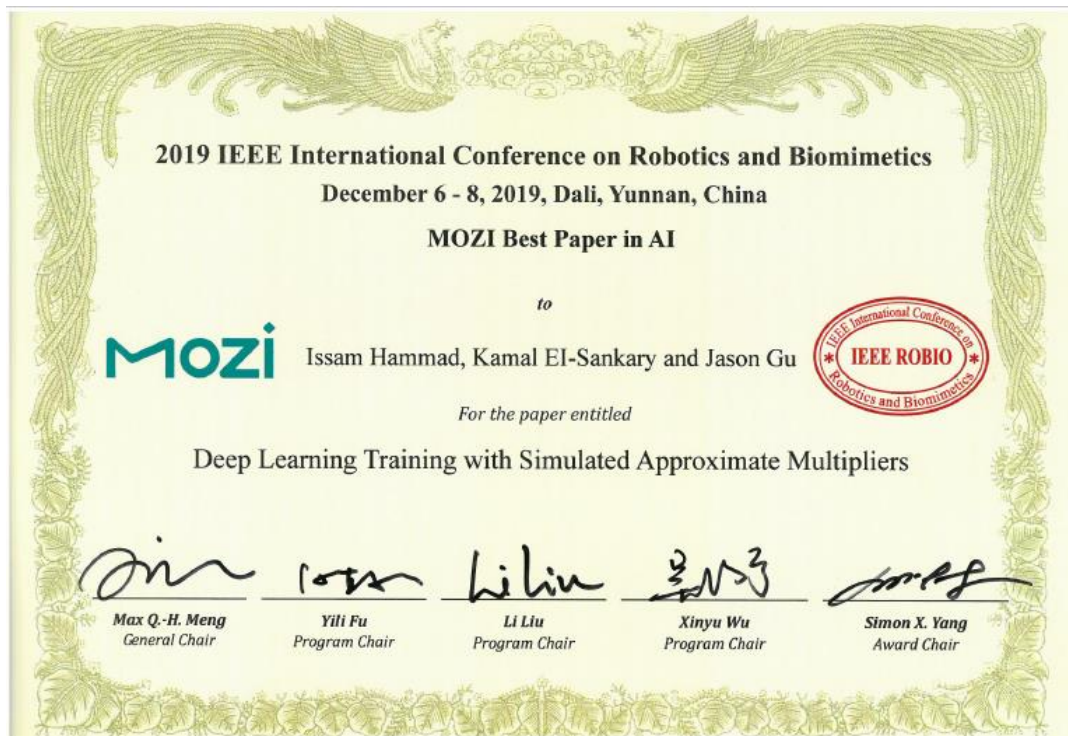 2019 IEEE International Conference on Robotics and Biomimetics
December 6 - 8, 2019, Dali, Yunnan, China
MOZI Best Paper in AI
to
MOZI
Issam Hammad, Kamal EI-Sankary and Jason Gu
IEEE International Conference on
IEEE ROBIO
Robotics and Biomimetics
For the paper entitled
Deep Learning Training with Simulated Approximate Multipliers
Li Liu
Max Q.-H. Meng
General Chair
Yili Fu
Program Chair
Li Liu
Program Chair
Xinyu Wu
Program Chair
Simon X. Yang
Award Chair